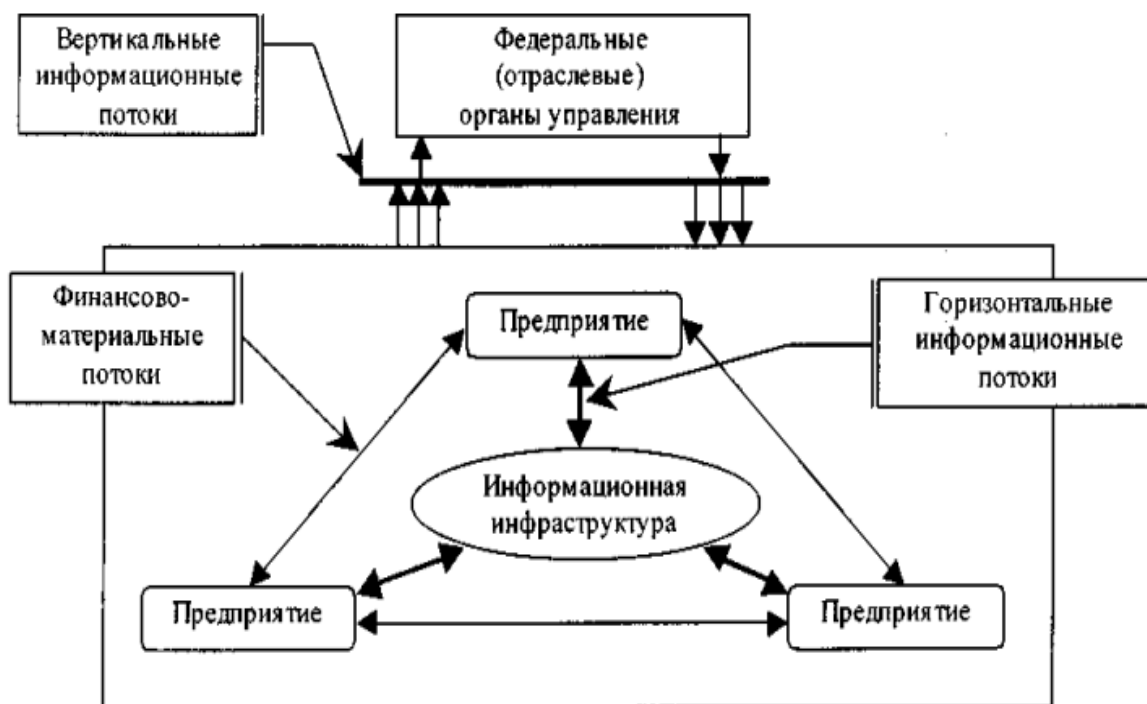 Вертикальные
информационные
потоки
Федеральные
(отраслевые)
органы управления
Финансово-
материальные
потоки
Предприятие
Горизонтальные
информационные
потоки
Информационная
инфраструктура
Предприятие
Предприятие